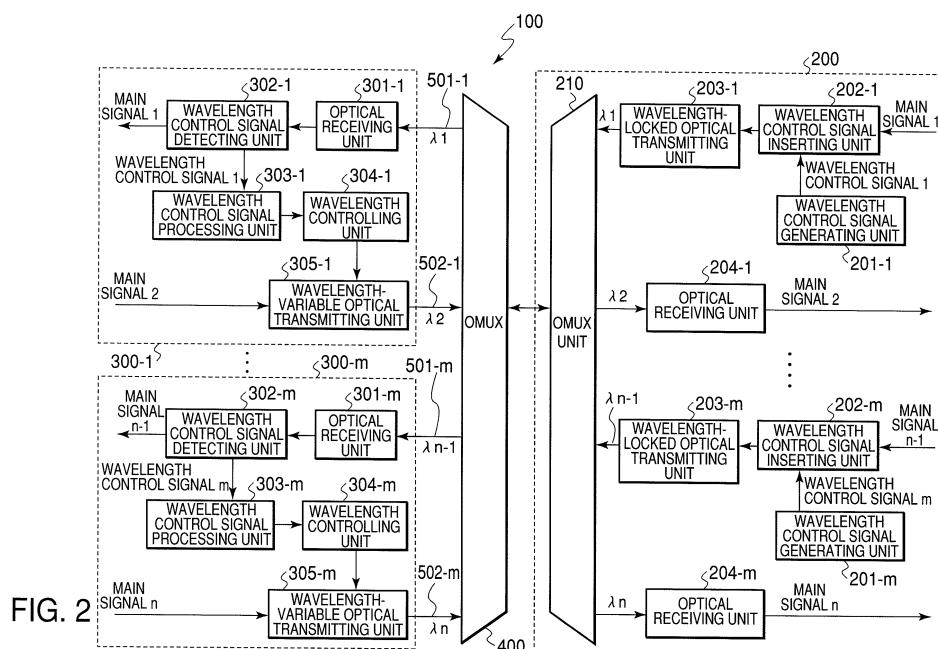 100
200
302-1
301-1
501-1
210
203-1
202-1
MAIN
SIGNAL 1
WAVELENGTH
CONTROL SIGNAL
DETECTING UNIT
OPTICAL
RECEIVING
UNIT
λ1
λ1
WAVELENGTH-
LOCKED OPTICAL
TRANSMITTING
UNIT
WAVELENGTH
CONTROL SIGNAL
INSERTING UNIT
MAIN
SIGNAL 1
WAVELENGTH
CONTROL SIGNAL 1
303-1
304-1
WAVELENGTH
CONTROL SIGNAL 1
WAVELENGTH
CONTROL SIGNAL
PROCESSING UNIT
WAVELENGTH
CONTROLLING
UNIT
WAVELENGTH
CONTROL SIGNAL
GENERATING UNIT
201-1
305-1
502-1
204-1
MAIN
SIGNAL 2
WAVELENGTH-
VARIABLE OPTICAL
TRANSMITTING UNIT
λ2
OMUX
OMUX
UNIT
λ2
OPTICAL
RECEIVING UNIT
MAIN
SIGNAL 2
300-1
300-m
302-m
301-m
501-m
203-m
202-m
MAIN
SIGNAL
n-1
WAVELENGTH
CONTROL SIGNAL
DETECTING UNIT
OPTICAL
RECEIVING
UNIT
λn-1
λn-1
WAVELENGTH-
LOCKED OPTICAL
TRANSMITTING
UNIT
WAVELENGTH
CONTROL SIGNAL
INSERTING UNIT
MAIN
SIGNAL
n-1
WAVELENGTH
CONTROL SIGNAL m
303-m
304-m
WAVELENGTH
CONTROL SIGNAL m
WAVELENGTH
CONTROL SIGNAL
PROCESSING UNIT
WAVELENGTH
CONTROLLING
UNIT
WAVELENGTH
CONTROL SIGNAL
GENERATING UNIT
201-m
305-m
502-m
204-m
MAIN
SIGNAL n
WAVELENGTH-
VARIABLE OPTICAL
TRANSMITTING UNIT
λn
400
λn
OPTICAL
RECEIVING UNIT
MAIN
SIGNAL n
FIG. 2